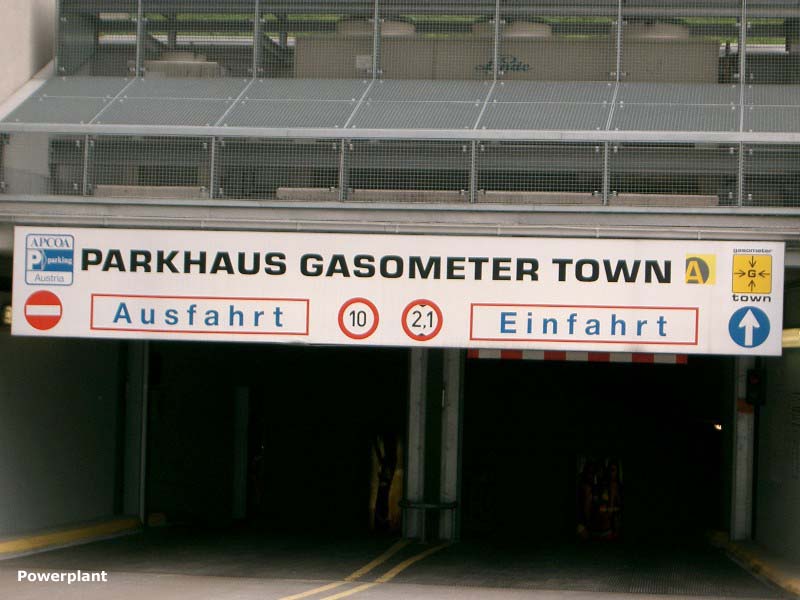 APCOA
P parking
Austria
PARKHAUS GASOMETER TOWN A
gasometer
G
town
Ausfahrt
10
2,1
Einfahrt
Powerplant